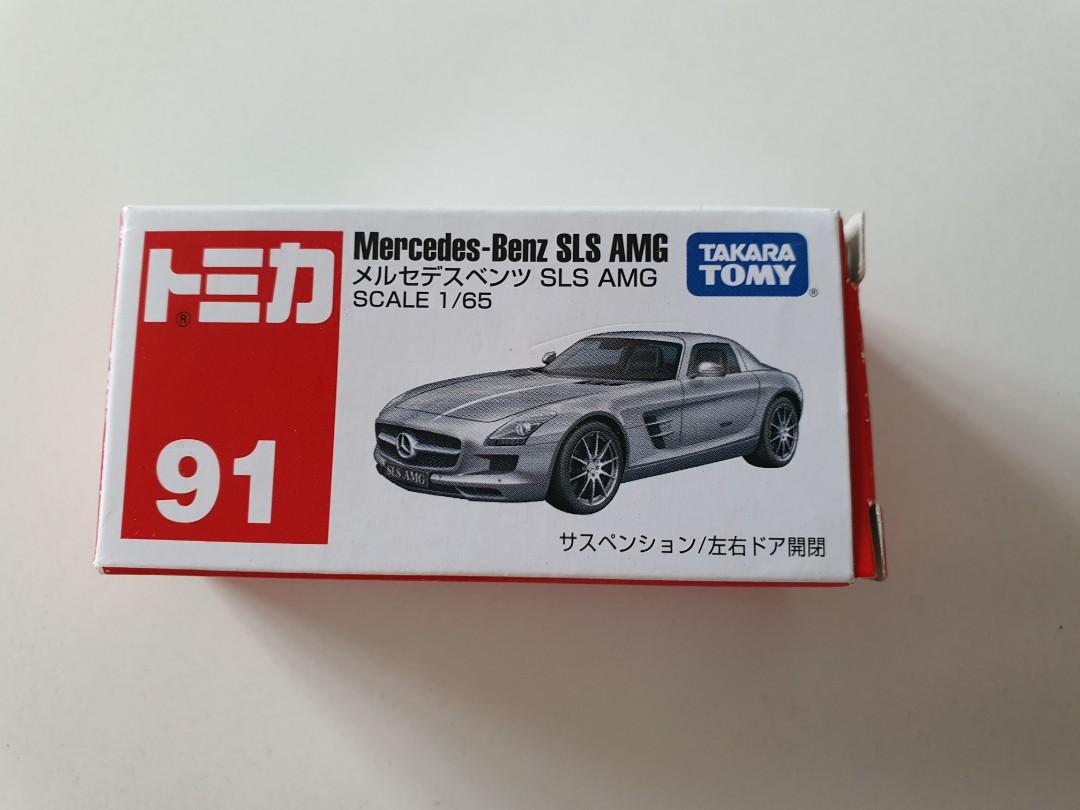 トミカ
®
91
Mercedes-Benz SLS AMG
メルセデスベンツ SLS AMG
SCALE 1/65
TAKARA
TOMY
®
SLS AMG
サスペンション/左右ドア開閉